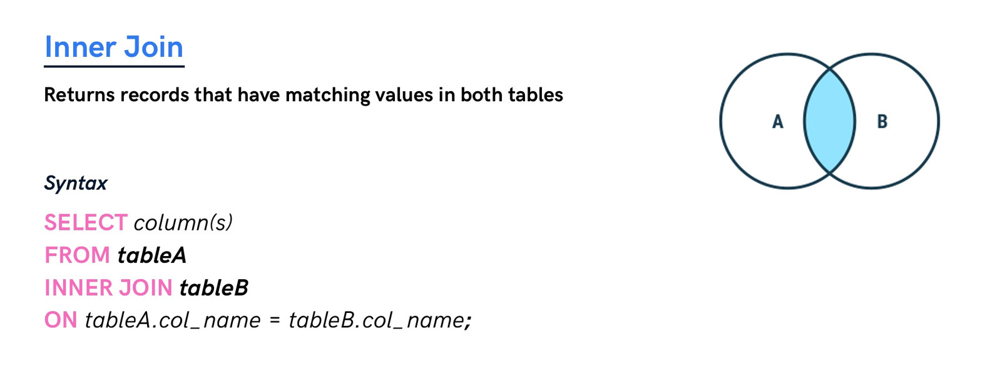 Inner Join
Returns records that have matching values in both tables
A
B
Syntax
SELECT column(s)
FROM tableA
INNER JOIN tableB
ON tableA.col_name = tableB.col_name;